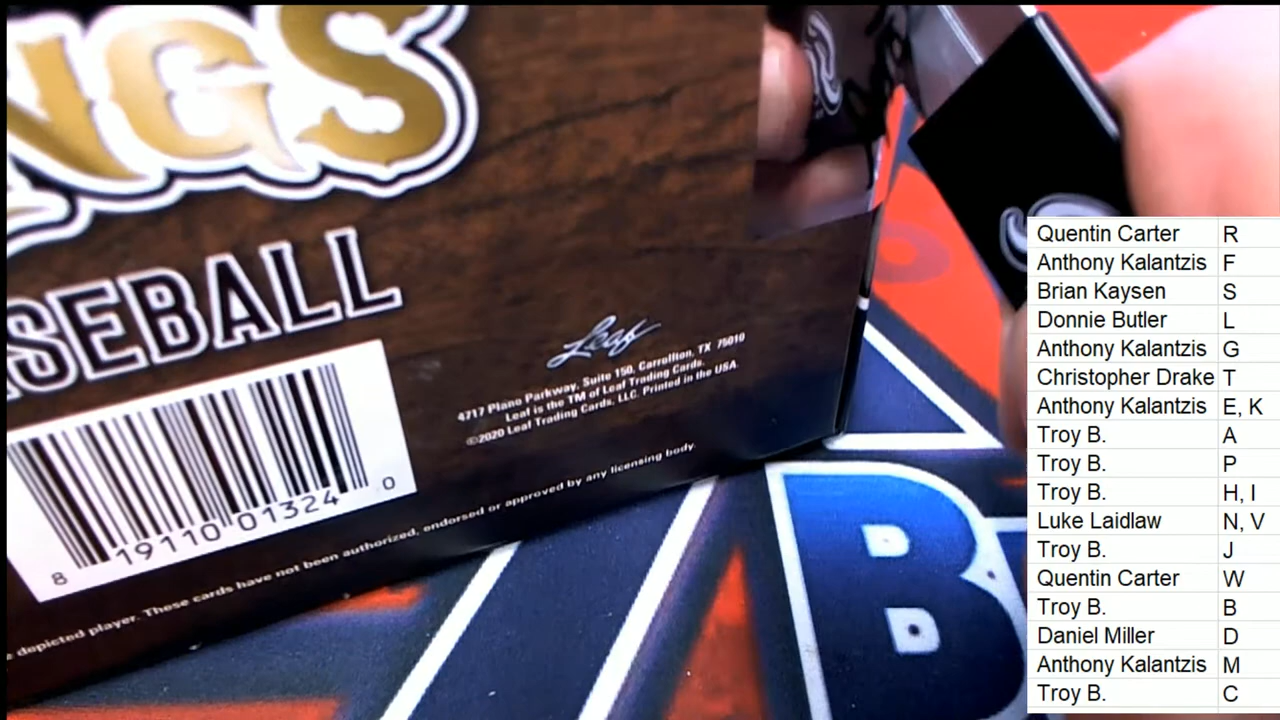 NGS
SEBALL
Leaf
4717 Plano Parkway, Suite 150, Carrollton, TX 75010
Leaf is the TM of Leaf Trading Cards.
©2020 Leaf Trading Cards, LLC. Printed in the USA.
8 19110 01324 0
depicted player. These cards have not been authorized, endorsed or approved by any licensing body.
B
Quentin Carter R
Anthony Kalantzis F
Brian Kaysen S
Donnie Butler L
Anthony Kalantzis G
Christopher Drake T
Anthony Kalantzis E, K
Troy B. A
Troy B. P
Troy B. H, I
Luke Laidlaw N, V
Troy B. J
Quentin Carter W
Troy B. B
Daniel Miller D
Anthony Kalantzis M
Troy B. C